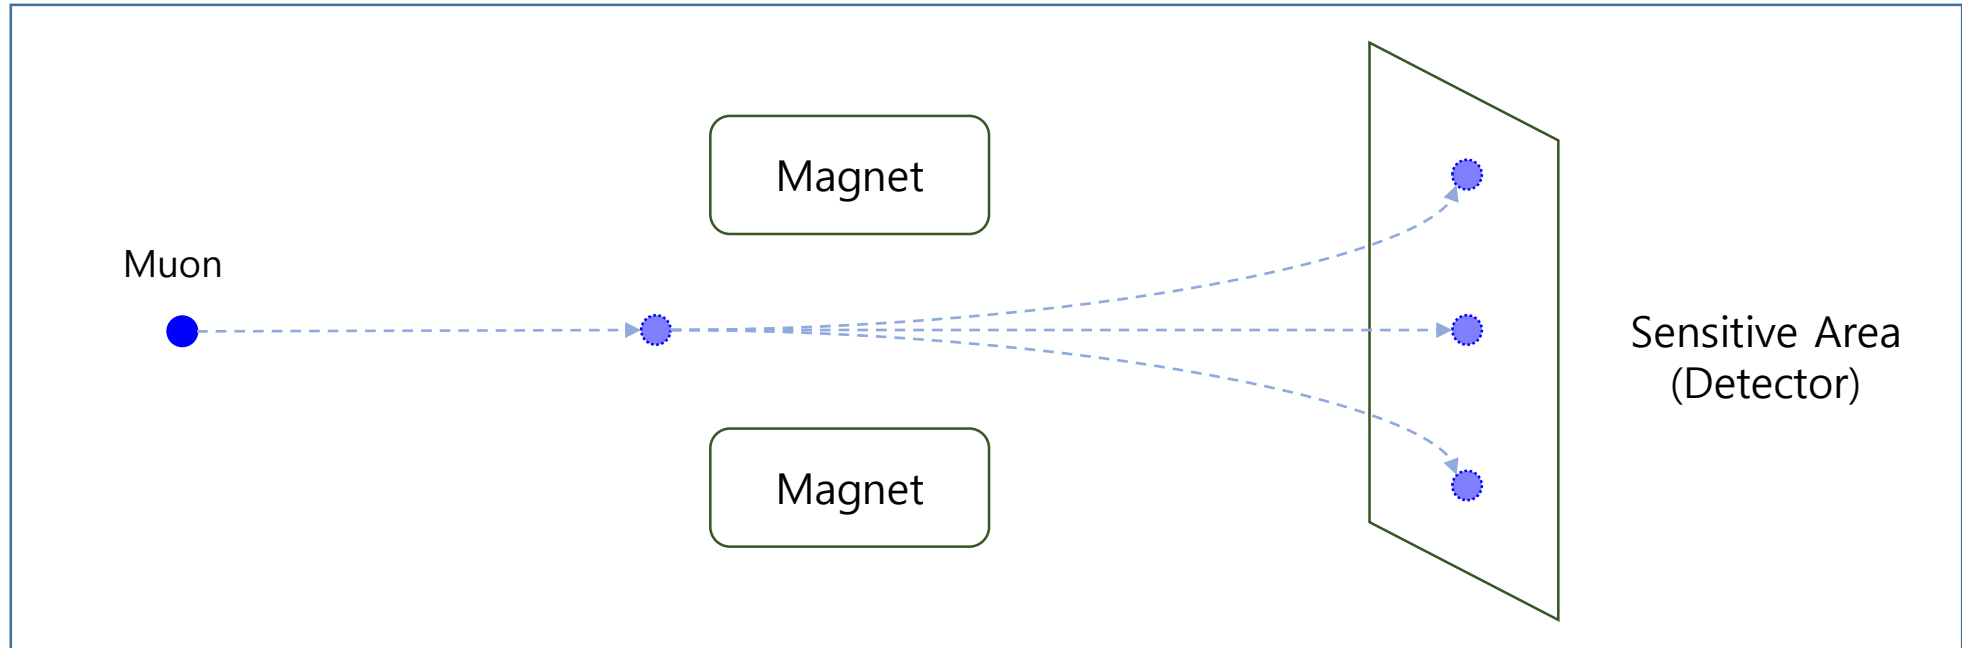 Magnet
Muon
Sensitive Area
(Detector)
Magnet